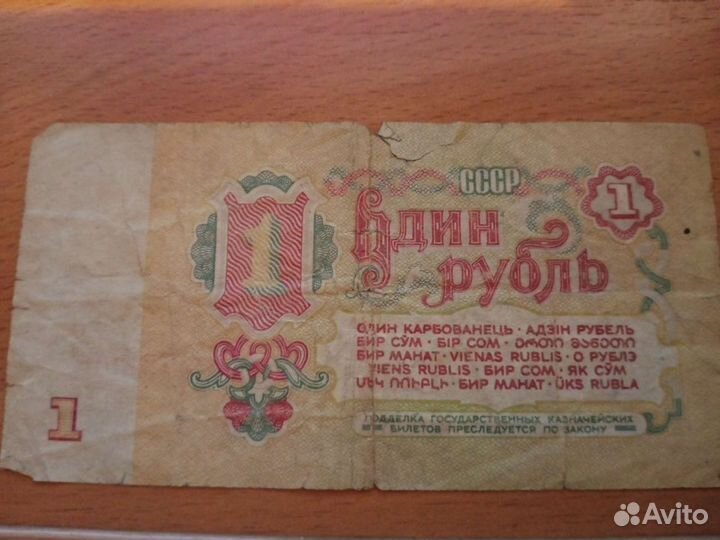 СССР
1
1
Один
рубль
ОДИН КАРБОВАНЕЦЬ · АДЗІН РУБЕЛЬ
БИР СЎМ · БІР СОМ · ᲔᲠᲗᲘ ᲛᲐᲜᲔᲗᲘ
БИР МАНАТ · VIENAS RUBLIS · О РУБЛЭ
VIENS RUBLIS · БИР СОМ · ЯК СЎМ
ՄԵԿ ՌՈՒԲԼԻ · БИР МАНАТ · ÜKS RUBLA
1
ПОДДЕЛКА ГОСУДАРСТВЕННЫХ КАЗНАЧЕЙСКИХ
БИЛЕТОВ ПРЕСЛЕДУЕТСЯ ПО ЗАКОНУ
Avito